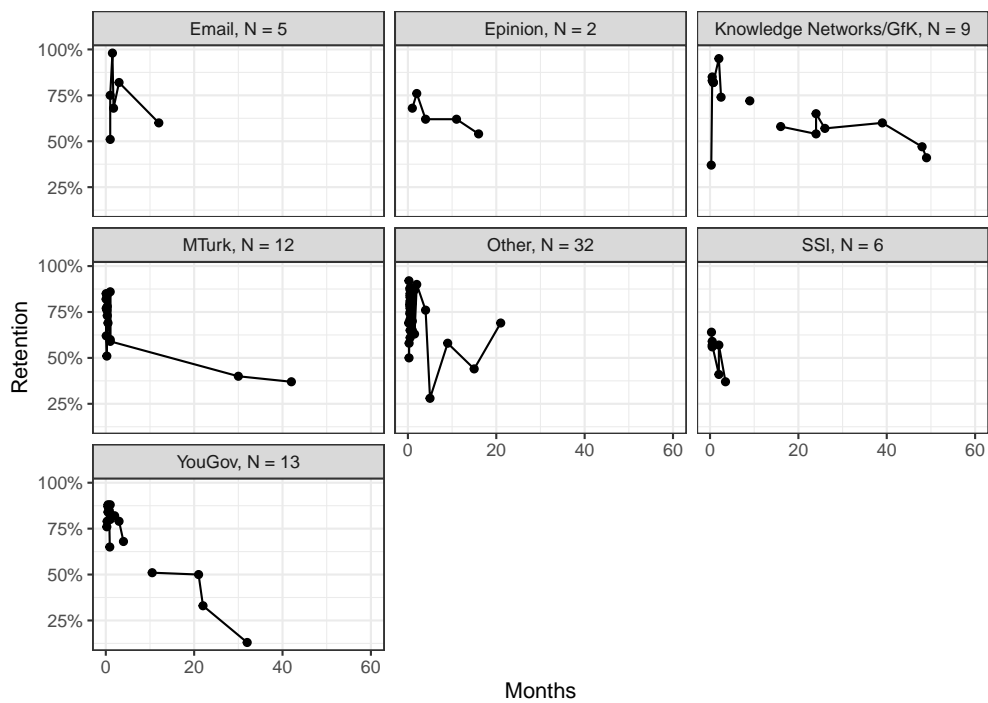 Email, N = 5
Epinion, N = 2
Knowledge Networks/GfK, N = 9
100%
75%
50%
25%
MTurk, N = 12
Other, N = 32
SSI, N = 6
100%
75%
50%
25%
0 20 40 60
0 20 40 60
YouGov, N = 13
100%
75%
50%
25%
0 20 40 60
Retention
Months